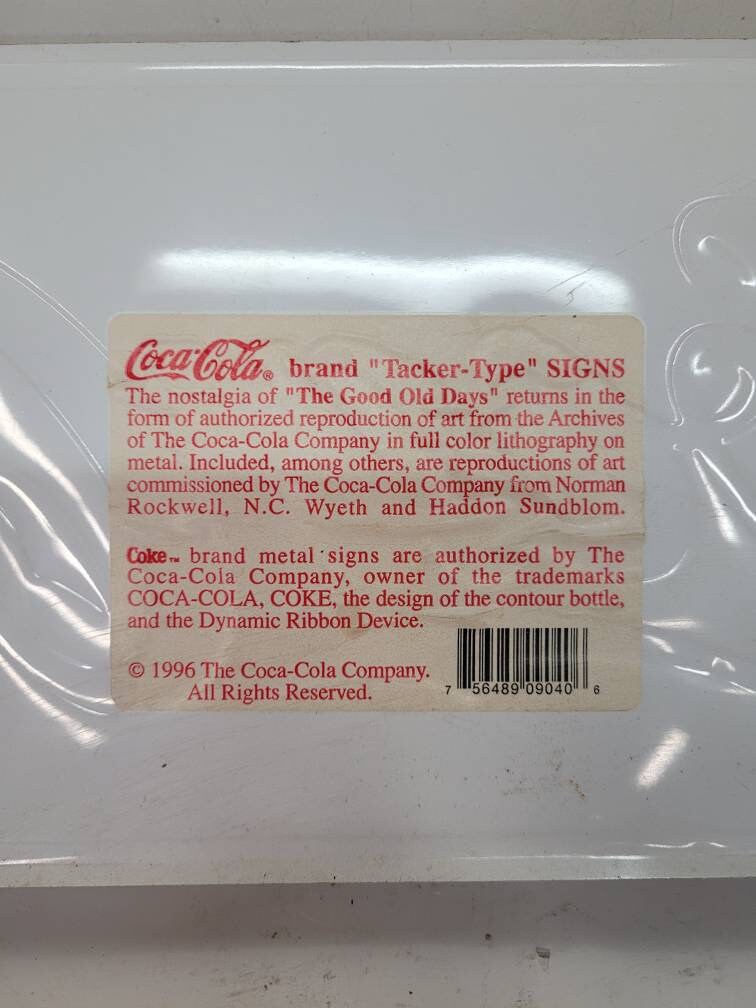 Coca-Cola® brand "Tacker-Type" SIGNS
The nostalgia of "The Good Old Days" returns in the
form of authorized reproduction of art from the Archives
of The Coca-Cola Company in full color lithography on
metal. Included, among others, are reproductions of art
commissioned by The Coca-Cola Company from Norman
Rockwell, N.C. Wyeth and Haddon Sundblom.
Coke™ brand metal signs are authorized by The
Coca-Cola Company, owner of the trademarks
COCA-COLA, COKE, the design of the contour bottle,
and the Dynamic Ribbon Device.
© 1996 The Coca-Cola Company.
All Rights Reserved.
7 56489 09040 6